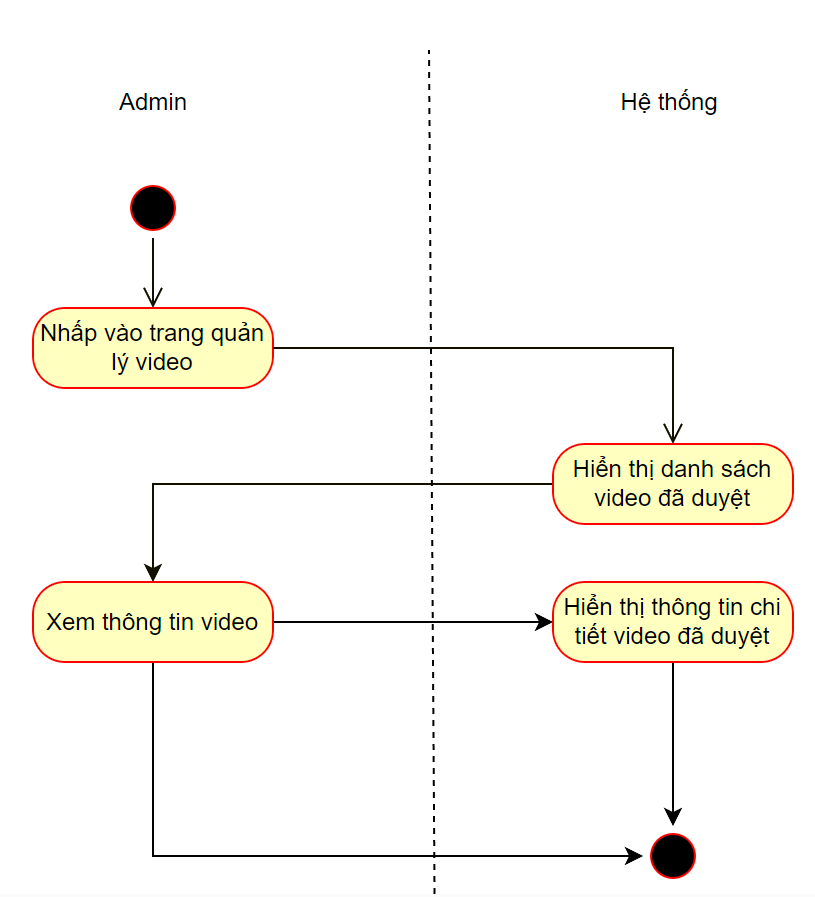 Admin
Hệ thống
Nhấp vào trang quản
lý video
Hiển thị danh sách
video đã duyệt
Xem thông tin video
Hiển thị thông tin chi
tiết video đã duyệt